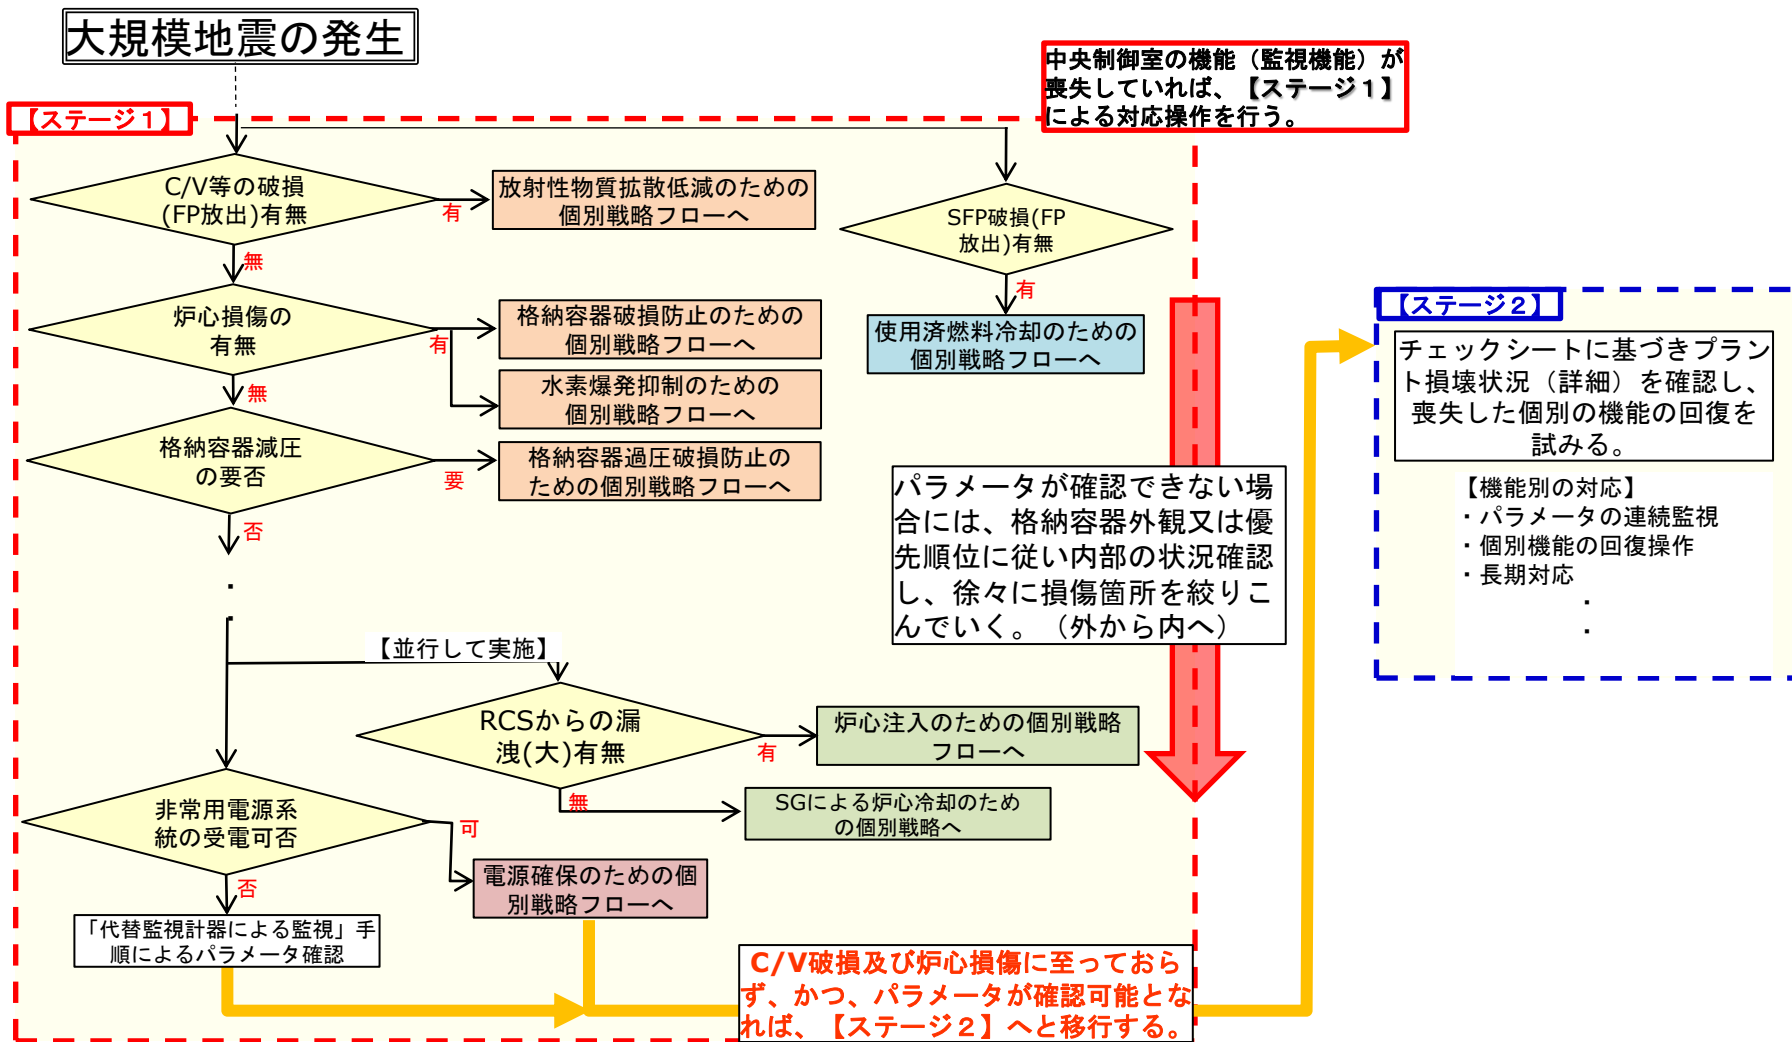 大規模地震の発生
中央制御室の機能（監視機能）が
喪失していれば、【ステージ１】
による対応操作を行う。
【ステージ１】
C/V等の破損
(FP放出)有無
有
放射性物質拡散低減のための
個別戦略フローへ
SFP破損(FP
放出)有無
無
有
炉心損傷の
有無
有
格納容器破損防止のための
個別戦略フローへ
使用済燃料冷却のための
個別戦略フローへ
水素爆発抑制のための
個別戦略フローへ
無
格納容器減圧
の要否
要
格納容器過圧破損防止の
ための個別戦略フローへ
否
・
・
パラメータが確認できない場
合には、格納容器外観又は優
先順位に従い内部の状況確認
し、徐々に損傷箇所を絞りこ
んでいく。（外から内へ）
【並行して実施】
RCSからの漏
洩(大)有無
有
炉心注入のための個別戦略
フローへ
無
SGによる炉心冷却のため
の個別戦略へ
非常用電源系
統の受電可否
可
電源確保のための個
別戦略フローへ
否
「代替監視計器による監視」手
順によるパラメータ確認
C/V破損及び炉心損傷に至っておら
ず、かつ、パラメータが確認可能とな
れば、【ステージ２】へと移行する。
【ステージ２】
チェックシートに基づきプラン
ト損壊状況（詳細）を確認し、
喪失した個別の機能の回復を
試みる。
【機能別の対応】
・パラメータの連続監視
・個別機能の回復操作
・長期対応
・
・